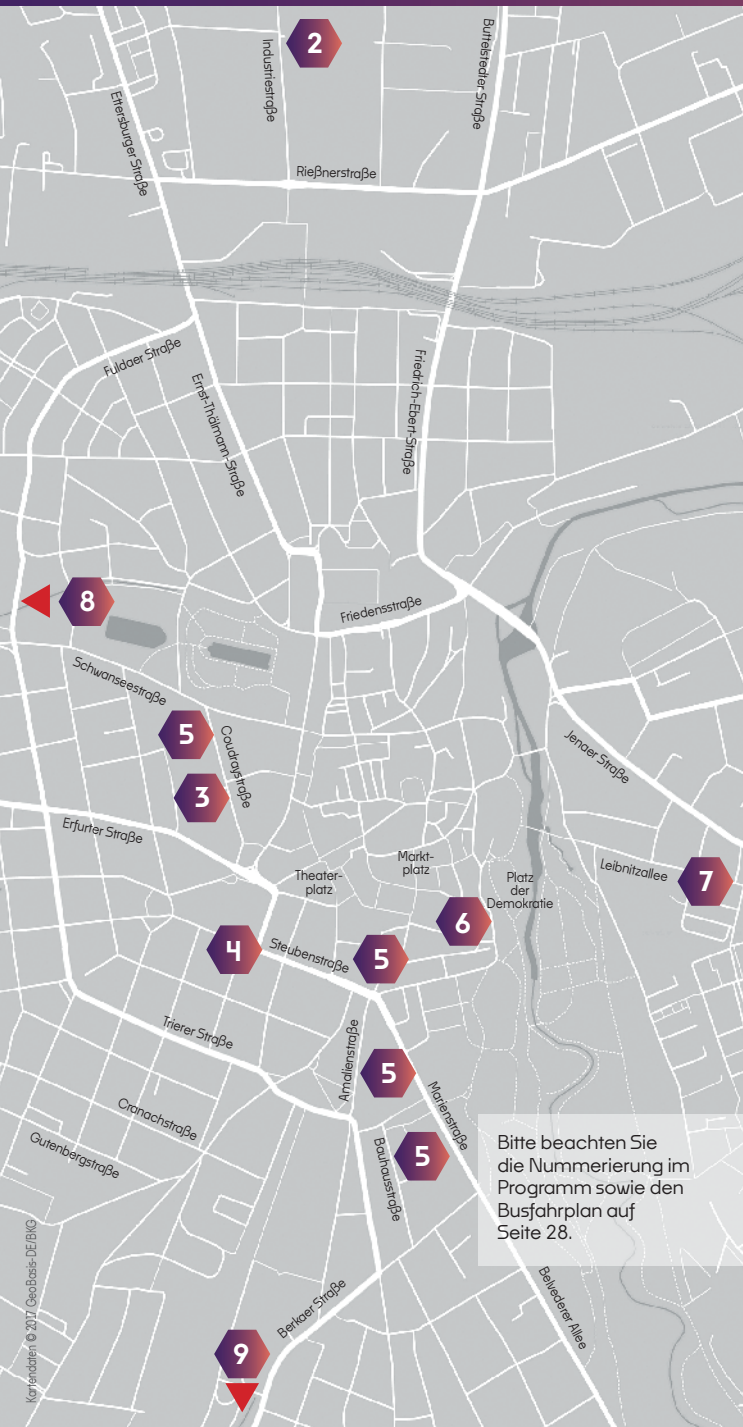 2
Industriestraße
Buttelstedter Straße
Ettersburger Straße
Rießnerstraße
Fuldaer Straße
Ernst-Thälmann-Straße
Friedrich-Ebert-Straße
8
Friedensstraße
Schwanseestraße
5
Coudraystraße
3
Jenaer Straße
Erfurter Straße
Markt-
platz
Theater-
platz
Platz
der
Demokratie
Leibnitzallee
7
6
4
Steubenstraße
5
Trierer Straße
Amalienstraße
5
Marienstraße
Cranachstraße
Gutenbergstraße
Bauhausstraße
5
Bitte beachten Sie
die Nummerierung im
Programm sowie den
Busfahrplan auf
Seite 28.
Berkaer Straße
Belvederer Allee
9
Kartendaten © 2017 GeoBasis-DE/BKG